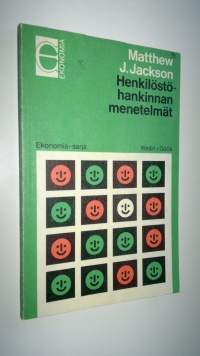 EKONOMIA
Matthew
J. Jackson
Henkilöstö-
hankinnan
menetelmät
Ekonomia-sarja
Weilin+Göös